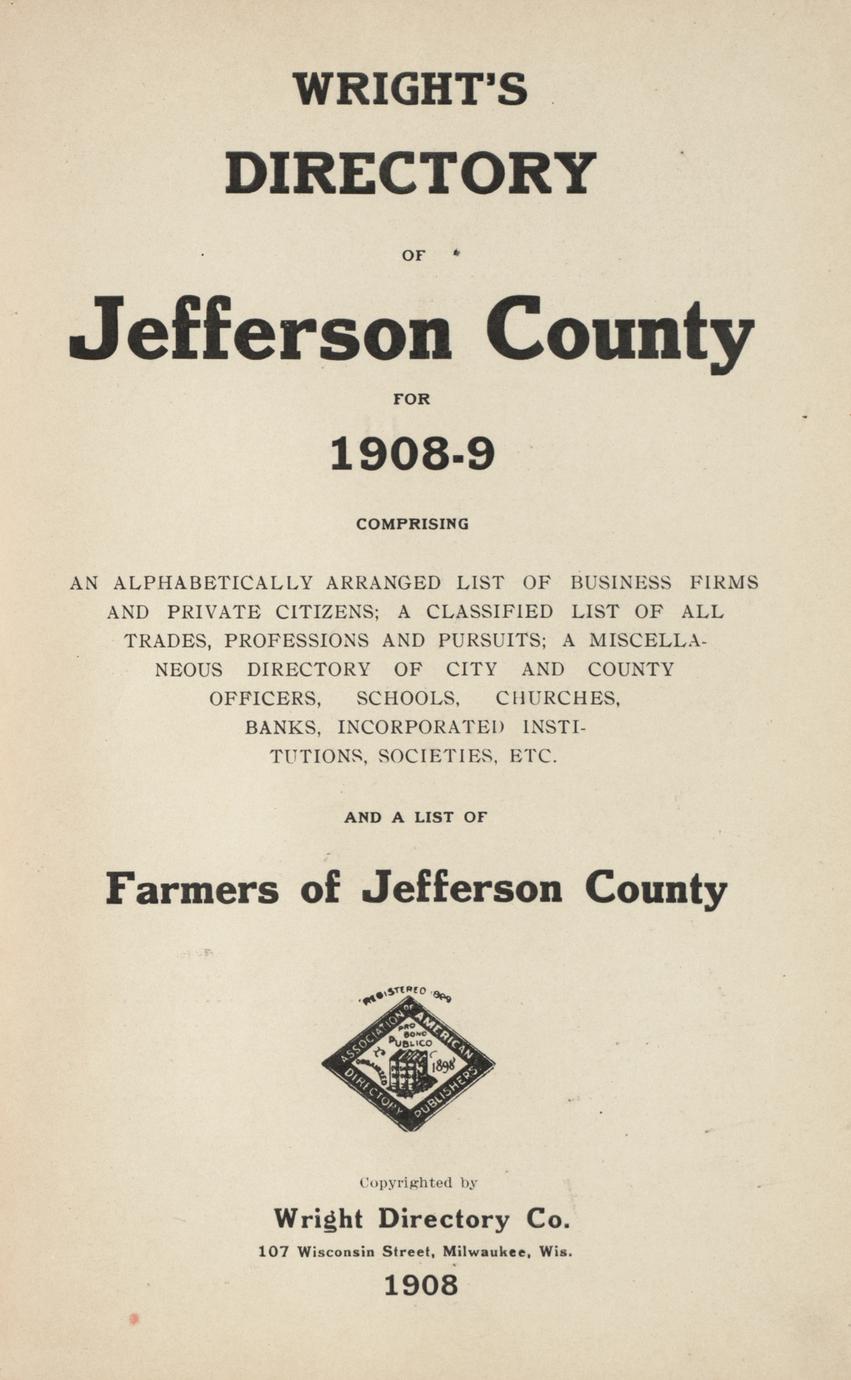 WRIGHT'S
DIRECTORY
OF
Jefferson County
FOR
1908-9
COMPRISING
AN ALPHABETICALLY ARRANGED LIST OF BUSINESS FIRMS
AND PRIVATE CITIZENS; A CLASSIFIED LIST OF ALL
TRADES, PROFESSIONS AND PURSUITS; A MISCELLA-
NEOUS DIRECTORY OF CITY AND COUNTY
OFFICERS, SCHOOLS, CHURCHES,
BANKS, INCORPORATED INSTI-
TUTIONS, SOCIETIES, ETC.
AND A LIST OF
Farmers of Jefferson County
REGISTERED 1899
ASSOCIATION OF AMERICAN
PRO
BONO
PUBLICO
ORGANIZED 1898
DIRECTORY PUBLISHERS
Copyrighted by
Wright Directory Co.
107 Wisconsin Street, Milwaukee, Wis.
1908